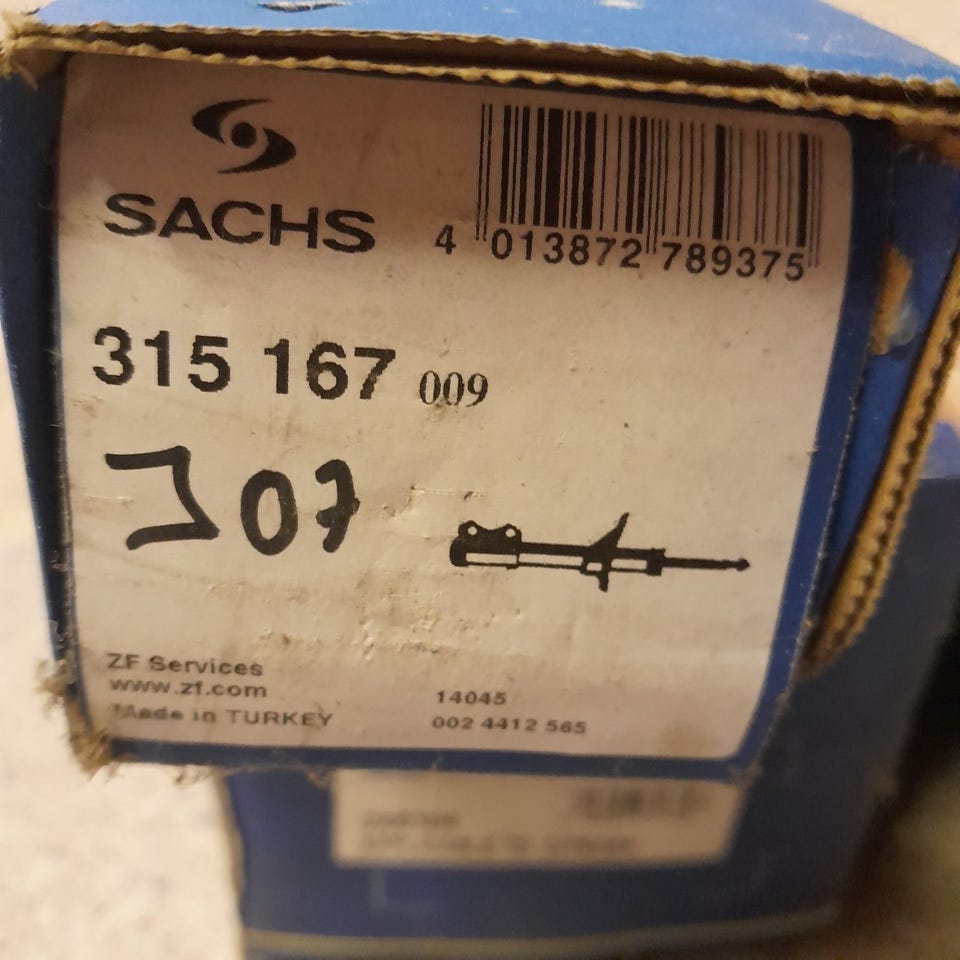 SACHS
4 013872 789375
315 167 009
J07
ZF Services
www.zf.com
Made in TURKEY
14045
002 4412 565